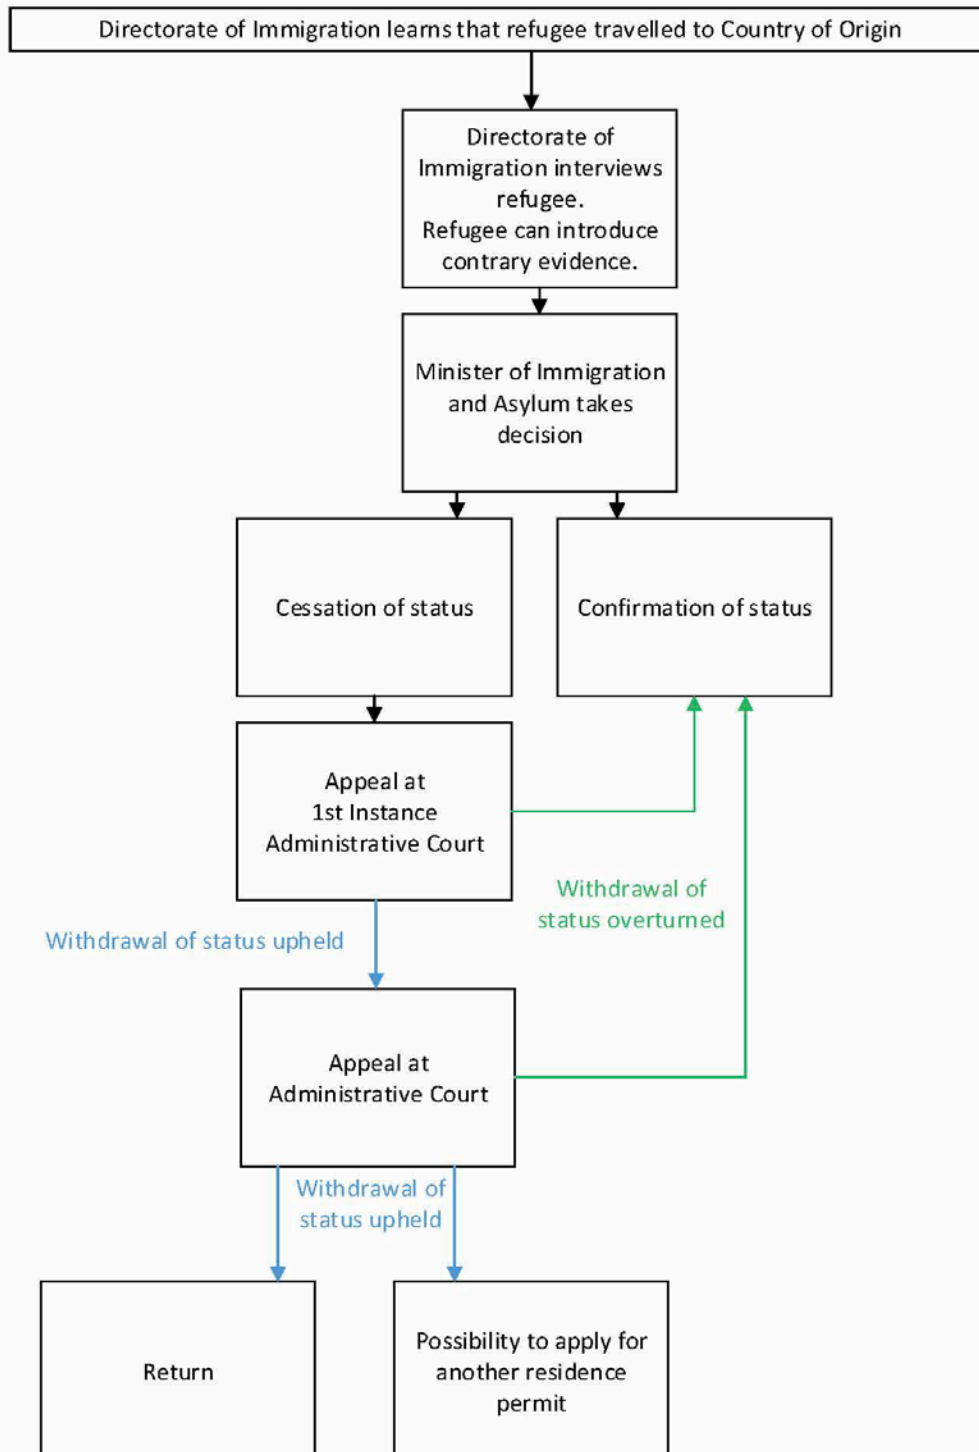 Directorate of Immigration learns that refugee travelled to Country of Origin
Directorate of
Immigration interviews
refugee.
Refugee can introduce
contrary evidence.
Minister of Immigration
and Asylum takes
decision
Cessation of status
Confirmation of status
Appeal at
1st Instance
Administrative Court
Withdrawal of
status overturned
Withdrawal of status upheld
Appeal at
Administrative Court
Withdrawal of
status upheld
Return
Possibility to apply for
another residence
permit